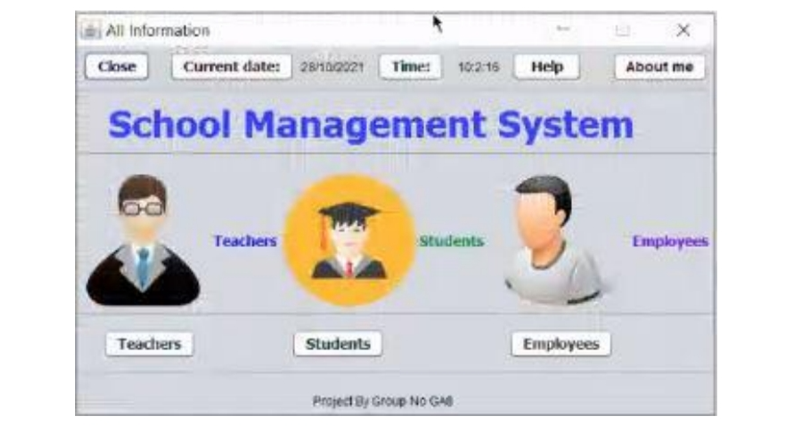 All Information
Close Current date: 28/10/2021 Time: 10:2:16 Help About me
School Management System
Teachers Students Employees
Teachers Students Employees
Project By Group No GA8